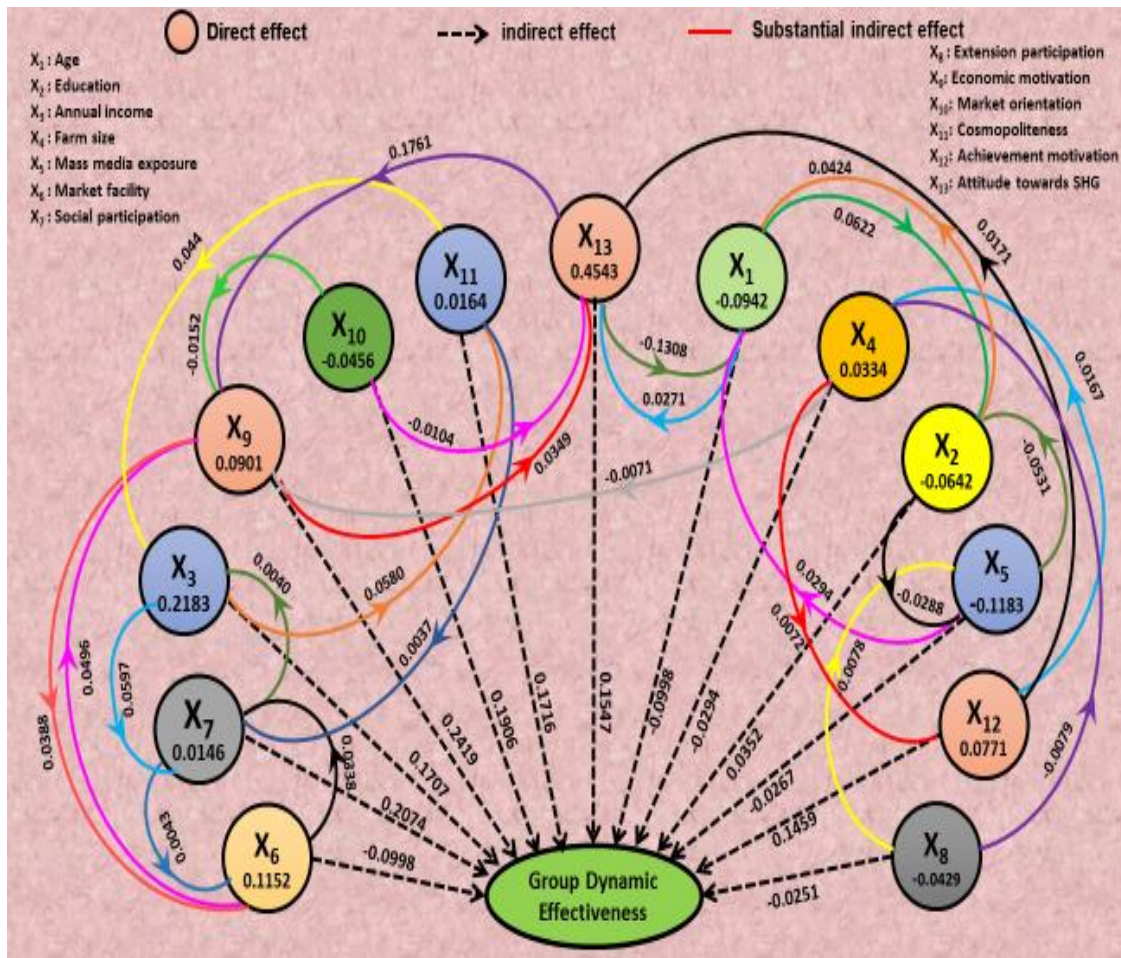 Direct effect
indirect effect
Substantial indirect effect
X1 : Age
X2 : Education
X3 : Annual income
X4 : Farm size
X5 : Mass media exposure
X6 : Market facility
X7 : Social participation
X8 : Extension participation
X9: Economic motivation
X10: Market orientation
X11: Cosmopoliteness
X12: Achievement motivation
X13: Attitude towards SHG
0.1761
0.0424
0.0622
0.0171
0.044
X13
0.4543
X11
0.0164
X1
-0.0942
X10
-0.0456
X4
0.0334
-0.0152
-0.1308
0.0271
0.0167
X9
0.0901
-0.0104
0.0349
-0.0071
X2
-0.0642
-0.0531
X3
0.2183
0.0040
0.0580
0.0294
-0.0288
X5
-0.1183
0.0037
0.0072
0.0078
0.0388
0.0496
0.0597
X7
0.0146
X12
0.0771
-0.0079
0.0338
0.0043
0.2074
0.1707
0.2419
0.1906
0.1716
0.1547
-0.0998
-0.0294
0.0352
-0.0267
0.1459
X6
0.1152
-0.0998
X8
-0.0429
-0.0251
Group Dynamic
Effectiveness